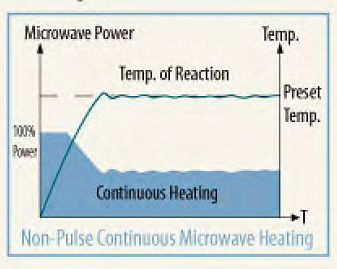 Microwave Power
Temp.
Temp. of Reaction
Preset
Temp.
100%
Power
Continuous Heating
T
Non-Pulse Continuous Microwave Heating